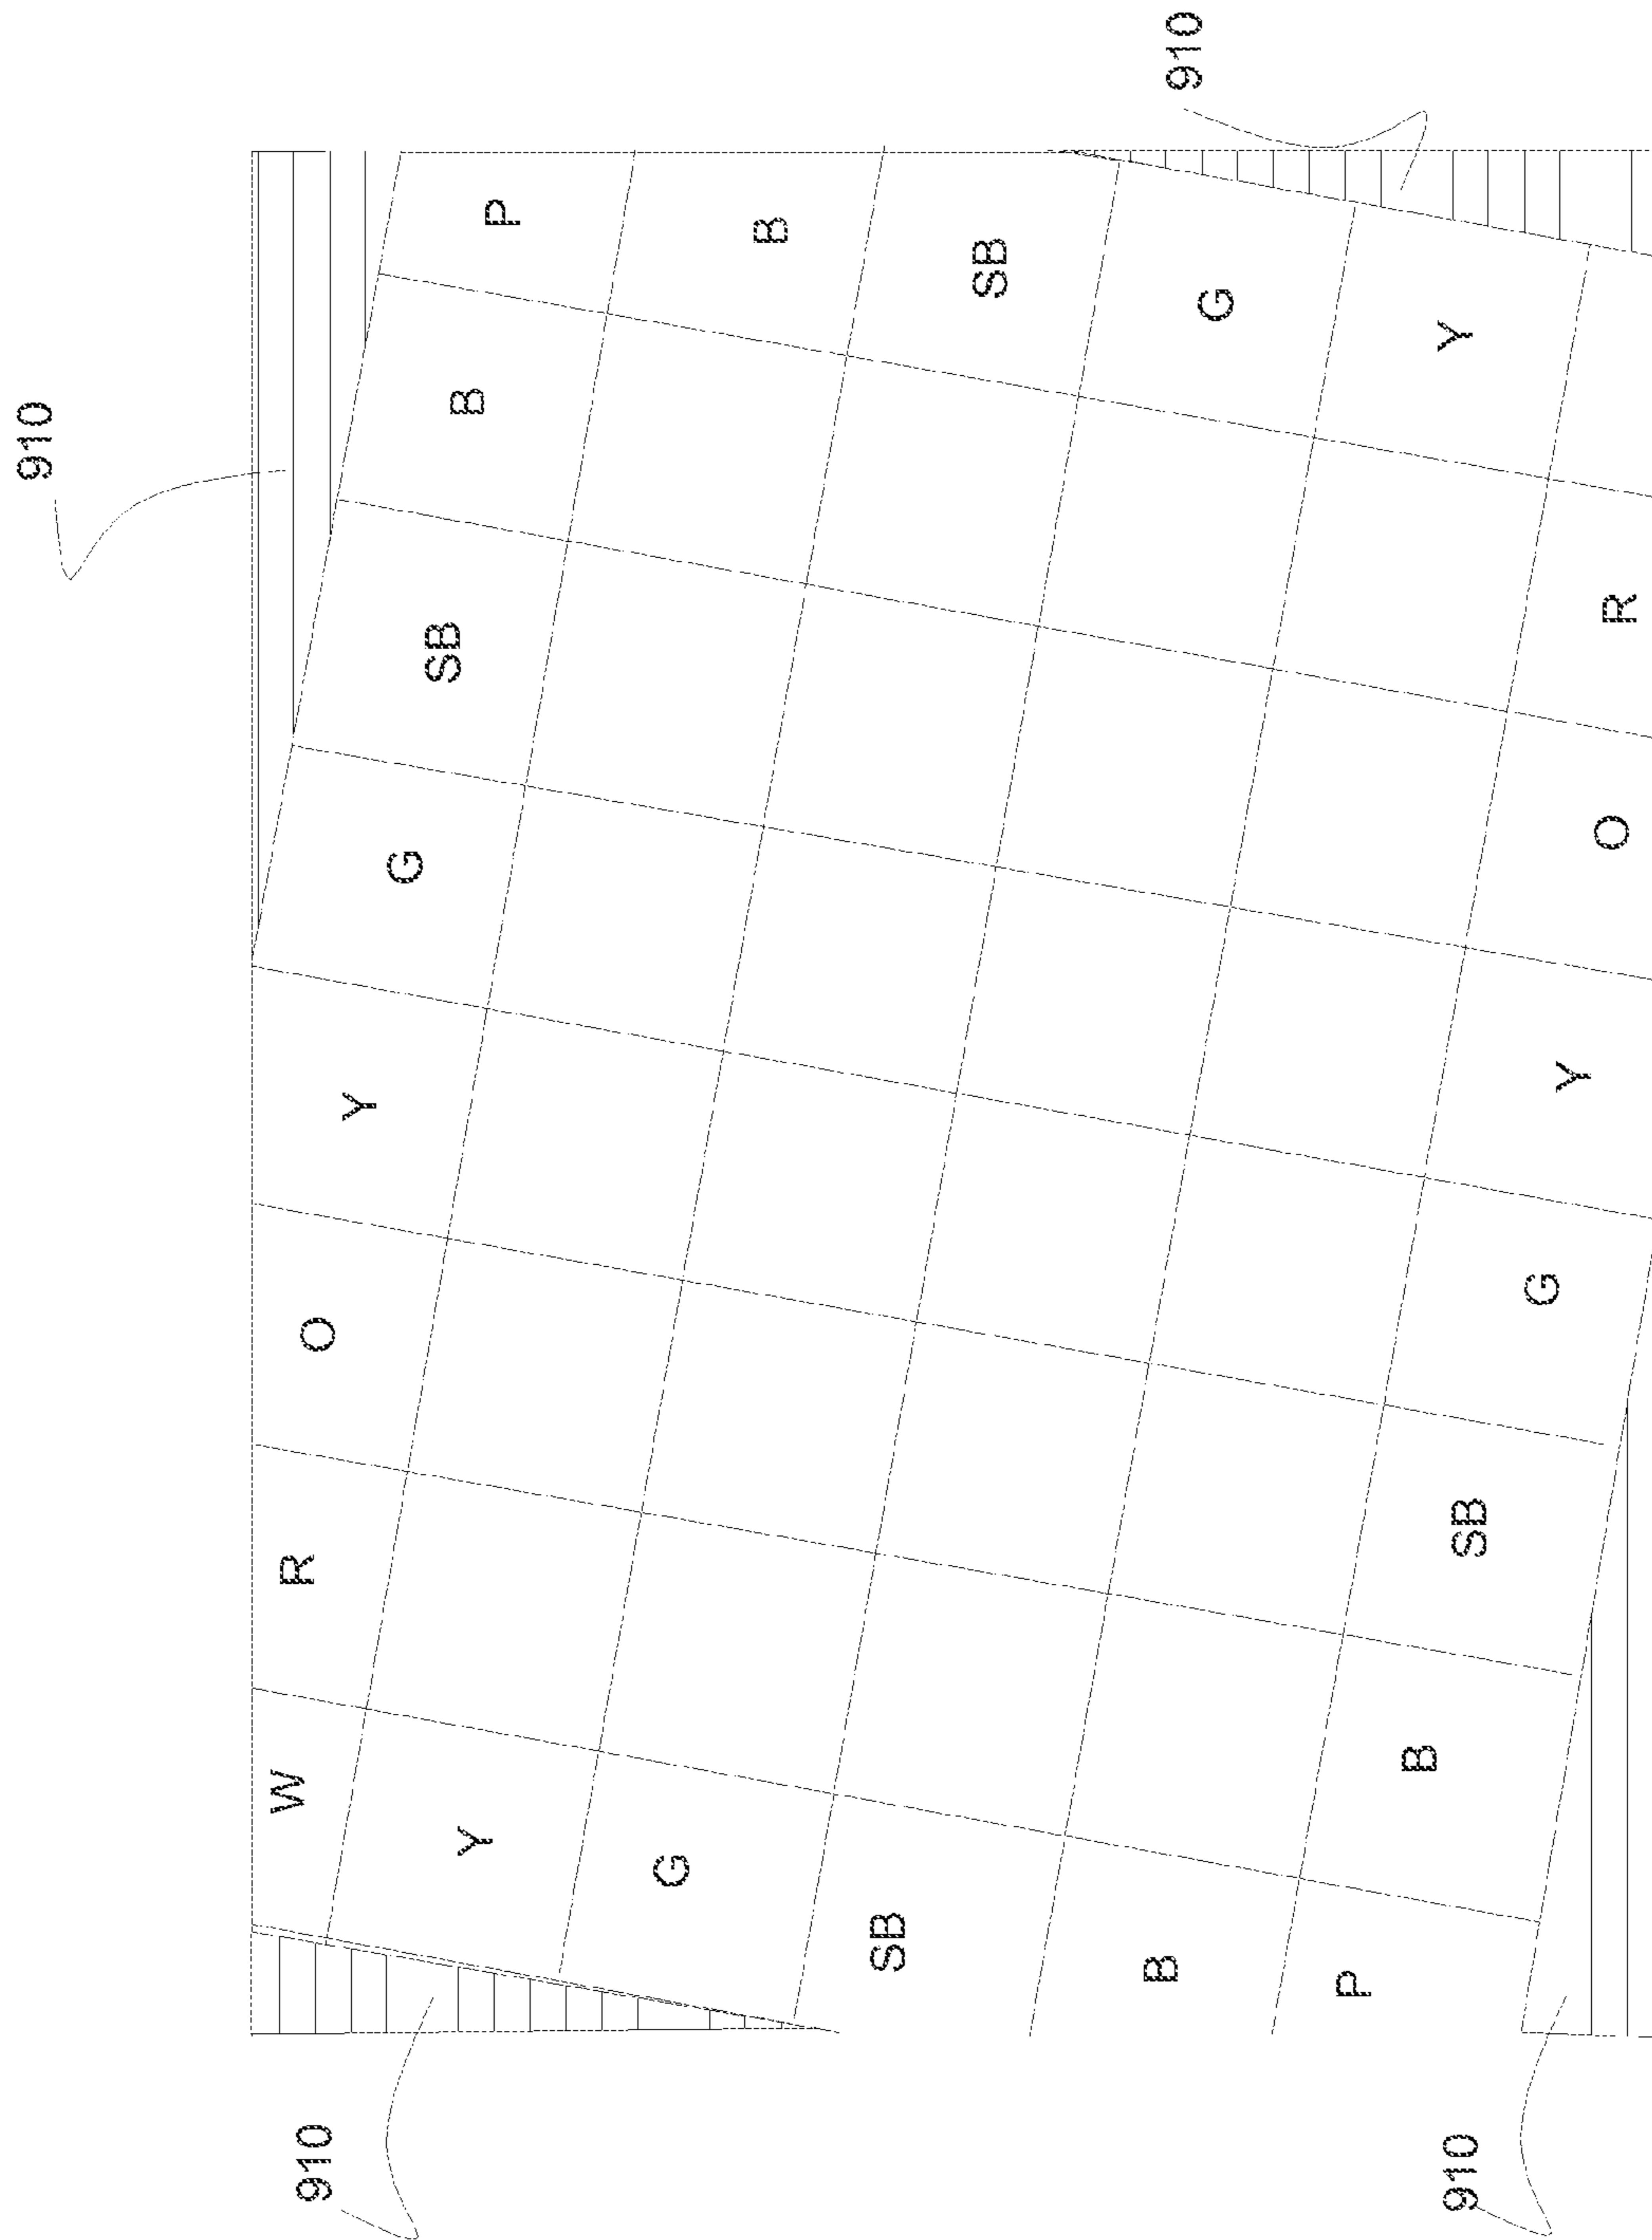 910
910 W R O Y G SB B P
Y
G B
SB SB
B G 910
P Y
910 B SB G Y O R